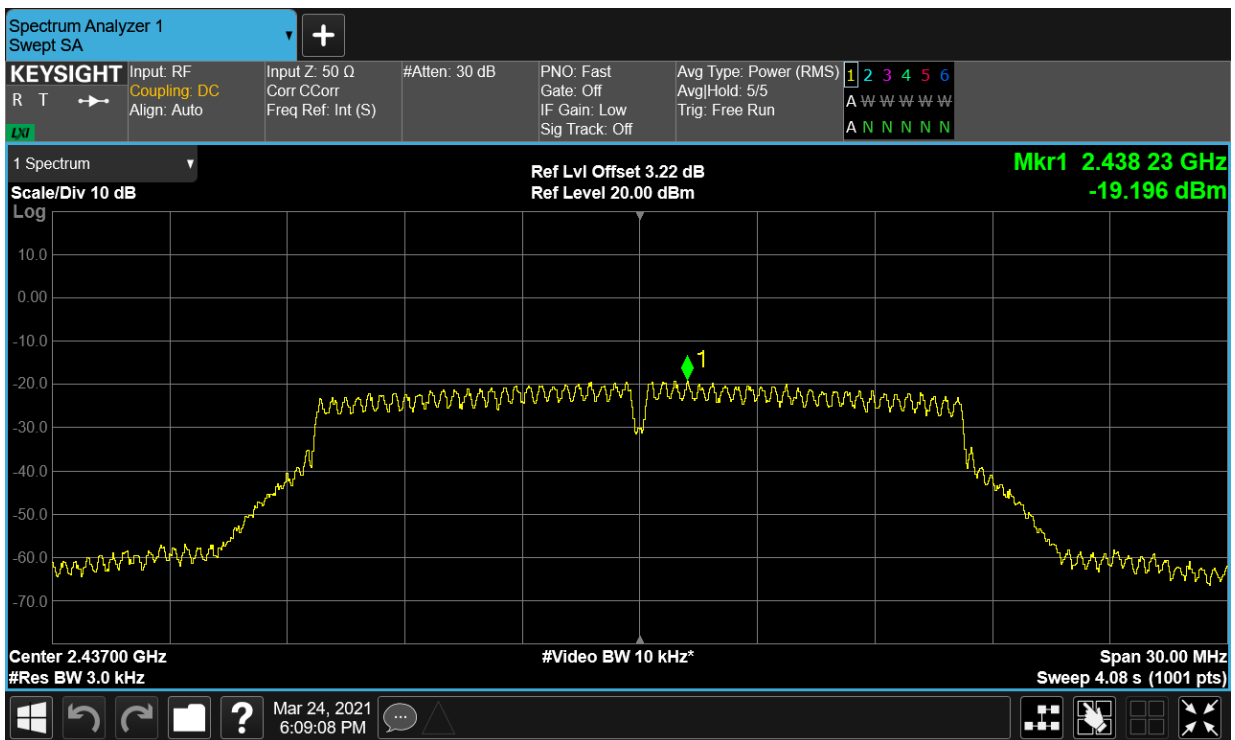 Spectrum Analyzer 1
Swept SA
KEYSIGHT
R T
LXI
Input: RF
Coupling: DC
Align: Auto
Input Z: 50 Ω
Corr CCorr
Freq Ref: Int (S)
#Atten: 30 dB
PNO: Fast
Gate: Off
IF Gain: Low
Sig Track: Off
Avg Type: Power (RMS)
Avg|Hold: 5/5
Trig: Free Run
1 2 3 4 5 6
A W W W W W
A N N N N N
1 Spectrum
Scale/Div 10 dB
Log
Ref Lvl Offset 3.22 dB
Ref Level 20.00 dBm
Mkr1 2.438 23 GHz
-19.196 dBm
10.0
0.00
-10.0
-20.0
-30.0
-40.0
-50.0
-60.0
-70.0
1
Center 2.43700 GHz
#Res BW 3.0 kHz
#Video BW 10 kHz*
Span 30.00 MHz
Sweep 4.08 s (1001 pts)
?
Mar 24, 2021
6:09:08 PM